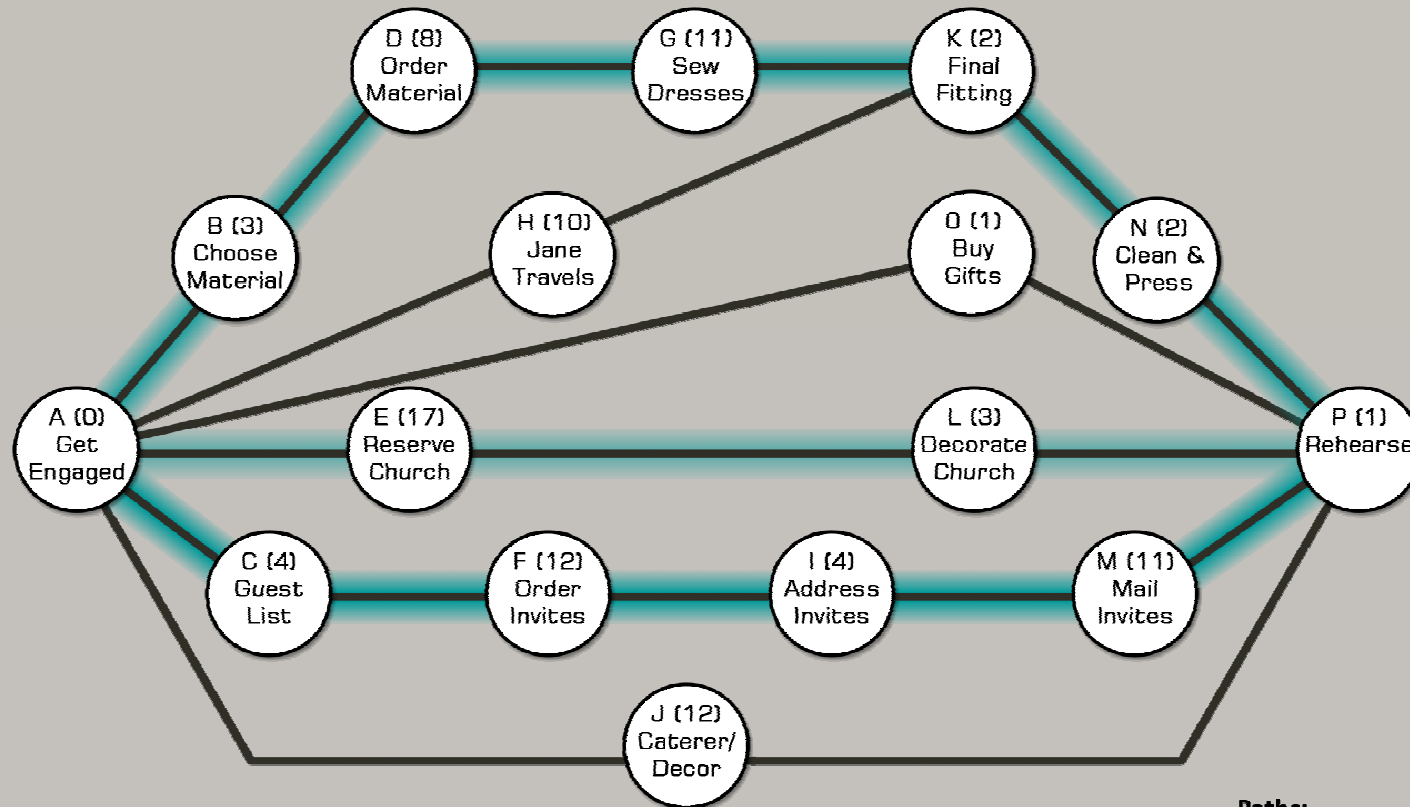 D (8)
Order
Material
G (11)
Sew
Dresses
K (2)
Final
Fitting
B (3)
Choose
Material
H (10)
Jane
Travels
O (1)
Buy
Gifts
N (2)
Clean &
Press
A (0)
Get
Engaged
E (17)
Reserve
Church
L (3)
Decorate
Church
P (1)
Rehearse
C (4)
Guest
List
F (12)
Order
Invites
I (4)
Address
Invites
M (11)
Mail
Invites
J (12)
Caterer/
Decor
Paths: